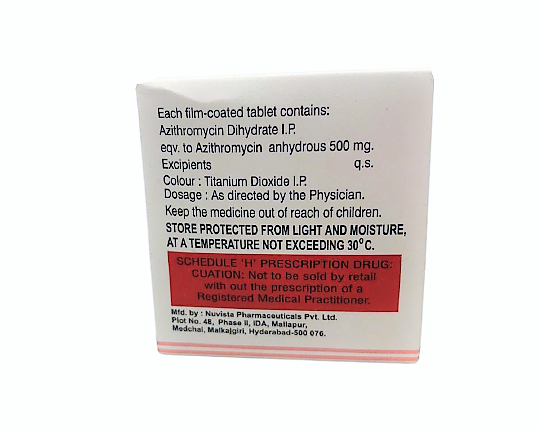 Each film-coated tablet contains:
Azithromycin Dihydrate I.P.
eqv. to Azithromycin anhydrous 500 mg.
Excipients q.s.
Colour : Titanium Dioxide I.P.
Dosage : As directed by the Physician.
Keep the medicine out of reach of children.
STORE PROTECTED FROM LIGHT AND MOISTURE,
AT A TEMPERATURE NOT EXCEEDING 30°C.
SCHEDULE 'H' PRESCRIPTION DRUG:
CUATION: Not to be sold by retail
with out the prescription of a
Registered Medical Practitioner.
Mfd. by : Nuvista Pharmaceuticals Pvt. Ltd.
Plot No. 48, Phase II, IDA, Mallapur,
Medchal, Malkajgiri, Hyderabad-500 076.